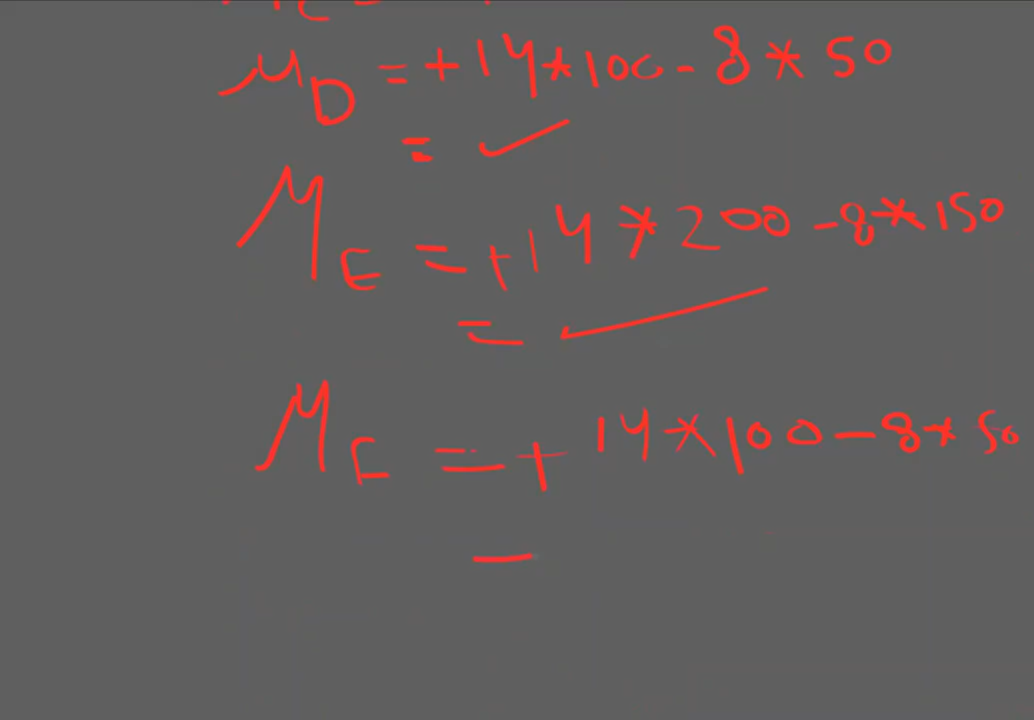 M_D = +14*100-8*50
= ✓
M_E = +14*200-8*150
= ✓
M_F = +14*100-8*50